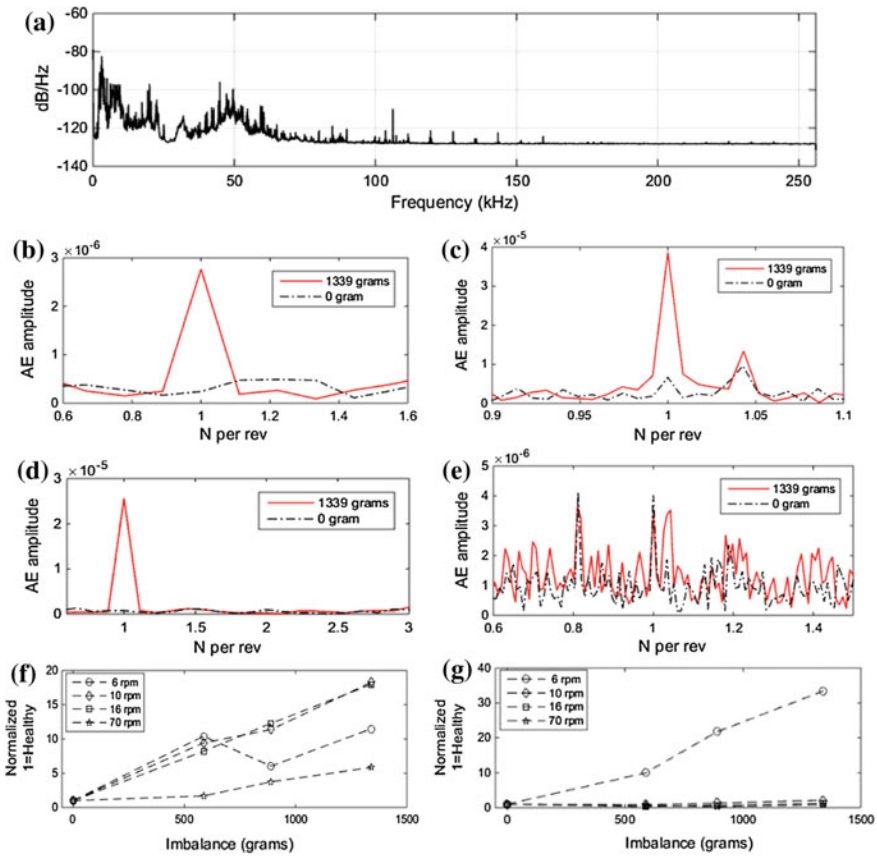 (a)
-60
-80
-100
-120
-140
dB/Hz
0 50 100 150 200 250
Frequency (kHz)
(b)
×10⁻⁶
3
2
1
0
AE amplitude
1339 grams
0 gram
0.6 0.8 1 1.2 1.4 1.6
N per rev
(c)
×10⁻⁵
4
3
2
1
0
AE amplitude
1339 grams
0 gram
0.9 0.95 1 1.05 1.1
N per rev
(d)
×10⁻⁵
3
2
1
0
AE amplitude
1339 grams
0 gram
1 1.5 2 2.5 3
N per rev
(e)
×10⁻⁶
5
4
3
2
1
0
AE amplitude
1339 grams
0 gram
0.6 0.8 1 1.2 1.4
N per rev
(f)
20
15
10
5
0
Normalized
1=Healthy
6 rpm
10 rpm
16 rpm
70 rpm
0 500 1000 1500
Imbalance (grams)
(g)
40
30
20
10
0
Normalized
1=Healthy
6 rpm
10 rpm
16 rpm
70 rpm
0 500 1000 1500
Imbalance (grams)